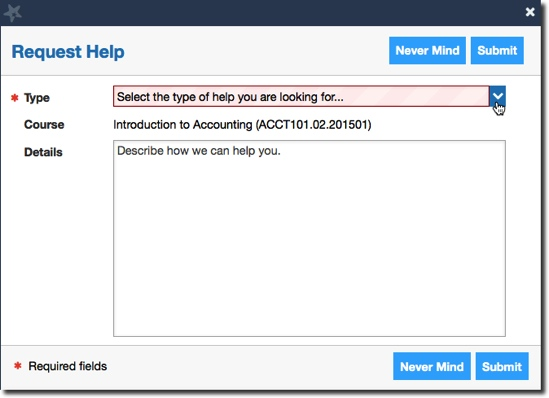 Request Help
Never Mind
Submit
* Type
Select the type of help you are looking for...
Course
Introduction to Accounting (ACCT101.02.201501)
Details
Describe how we can help you.
* Required fields
Never Mind
Submit